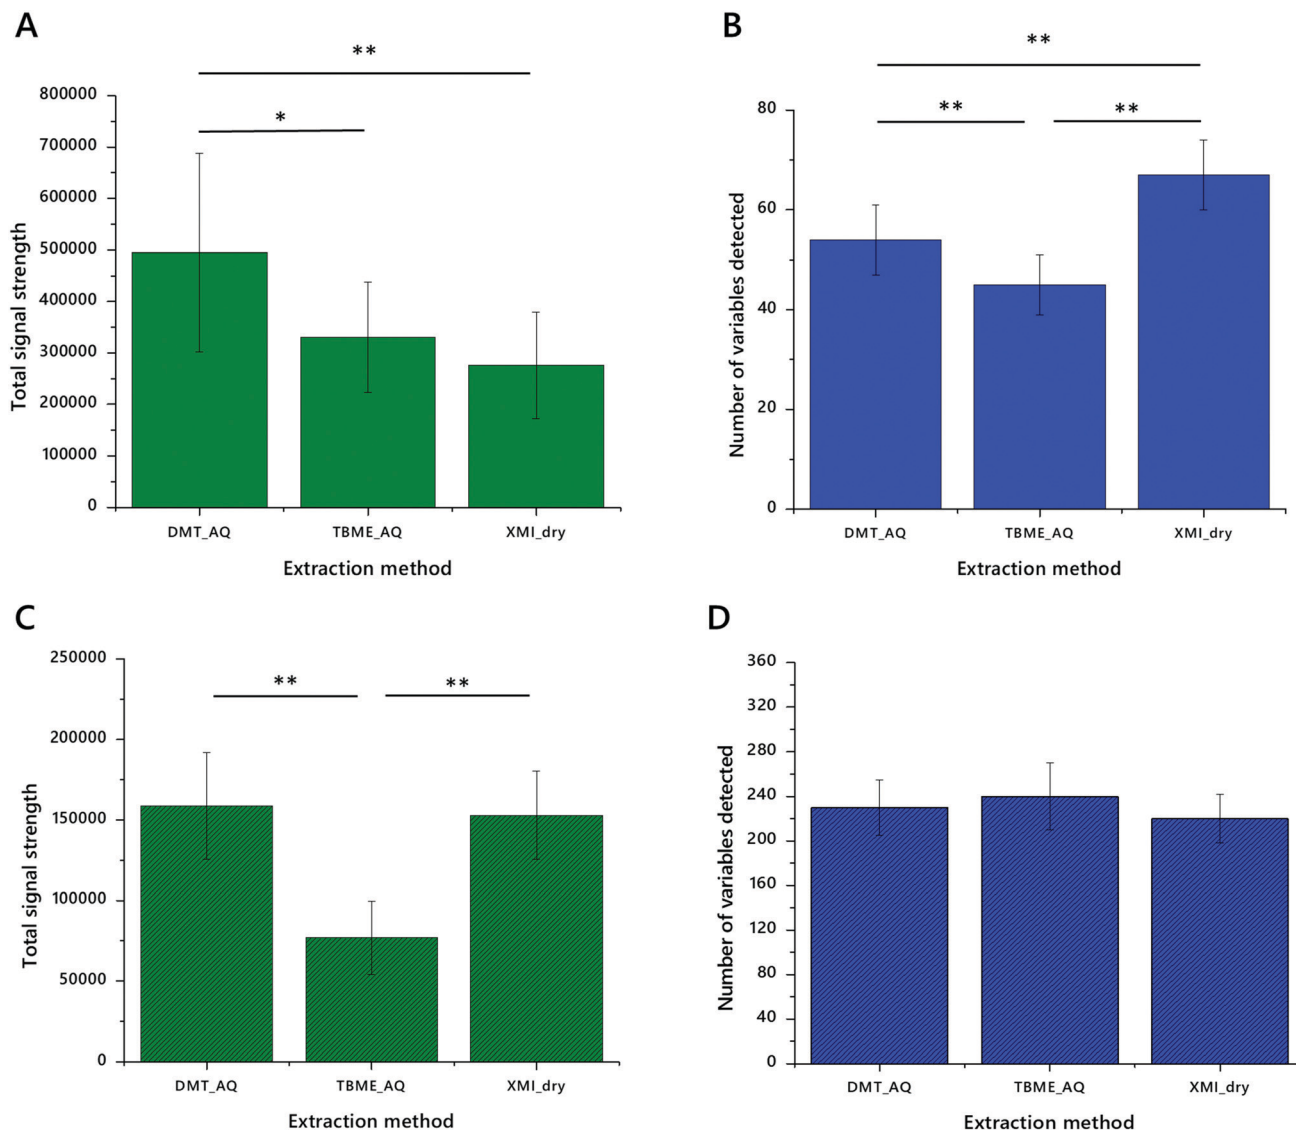 A
**
*
800000
700000
600000
500000
400000
300000
200000
100000
0
Total signal strength
DMT_AQ TBME_AQ XMI_dry
Extraction method
B
**
** **
80
60
40
20
0
Number of variables detected
DMT_AQ TBME_AQ XMI_dry
Extraction method
C
** **
250000
200000
150000
100000
50000
0
Total signal strength
DMT_AQ TBME_AQ XMI_dry
Extraction method
D
360
320
280
240
200
160
120
80
40
0
Number of variables detected
DMT_AQ TBME_AQ XMI_dry
Extraction method